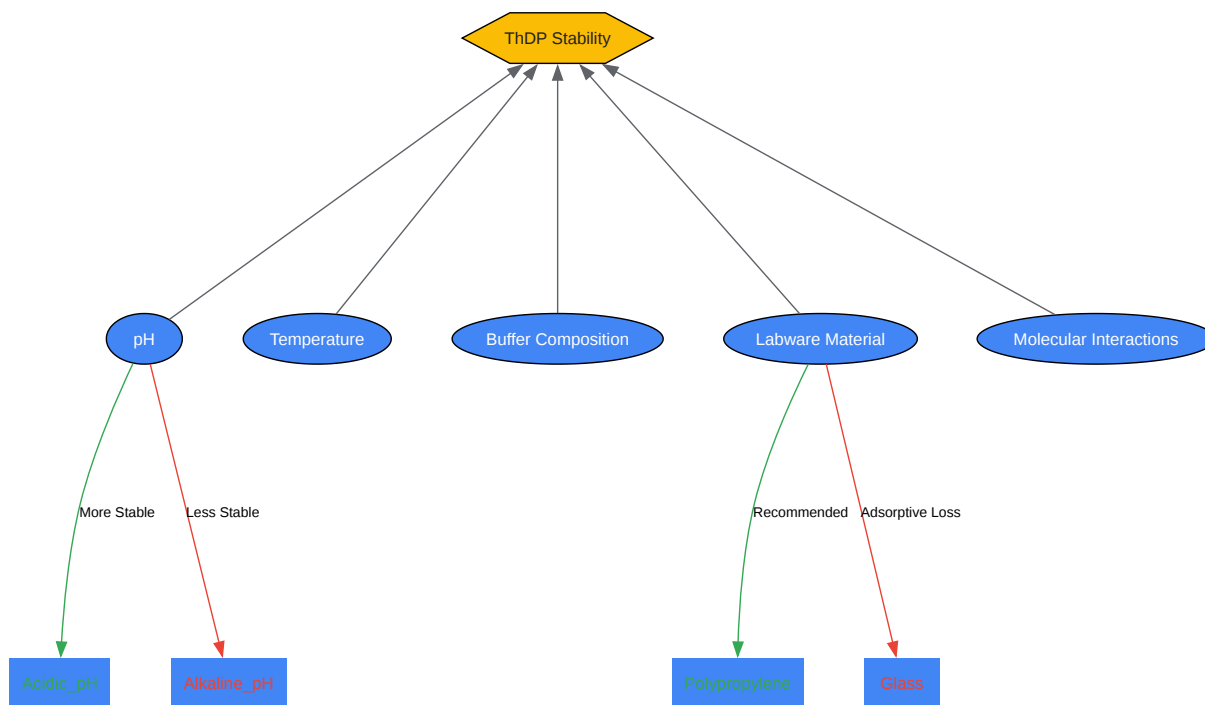 ThDP Stability
pH
Temperature
Buffer Composition
Labware Material
Molecular Interactions
More Stable
Less Stable
Recommended
Adsorptive Loss
Acidic_pH
Alkaline_pH
Polypropylene
Glass